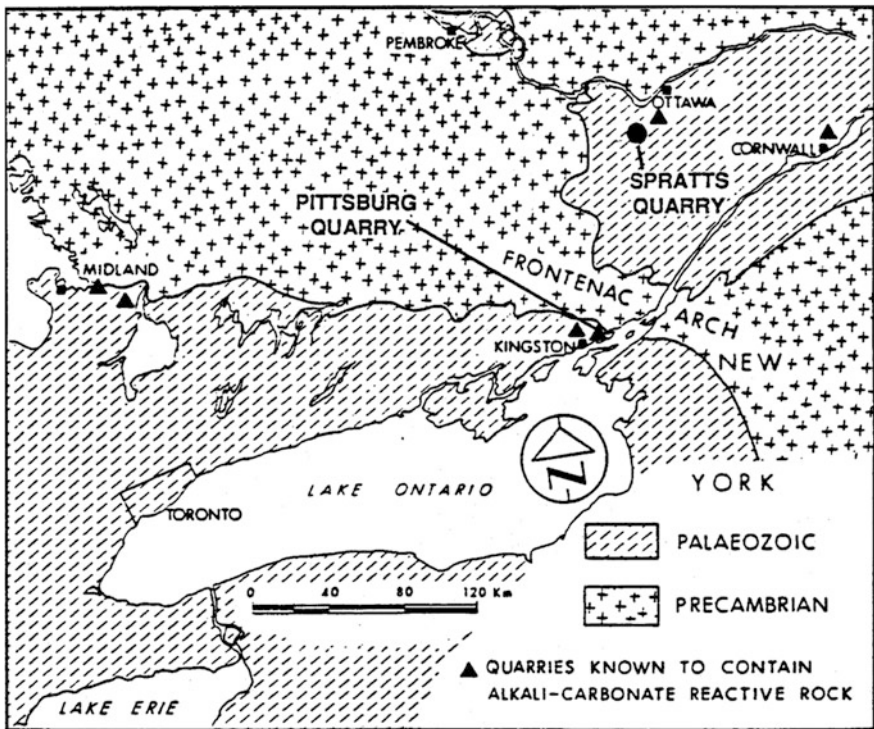 PEMBROKE
OTTAWA
CORNWALL
SPRATTS
QUARRY
PITTSBURG
QUARRY
MIDLAND
FRONTENAC
ARCH
KINGSTON
NEW
YORK
N
LAKE ONTARIO
TORONTO
0 40 80 120 Km
PALAEOZOIC
PRECAMBRIAN
QUARRIES KNOWN TO CONTAIN
ALKALI-CARBONATE REACTIVE ROCK
LAKE ERIE